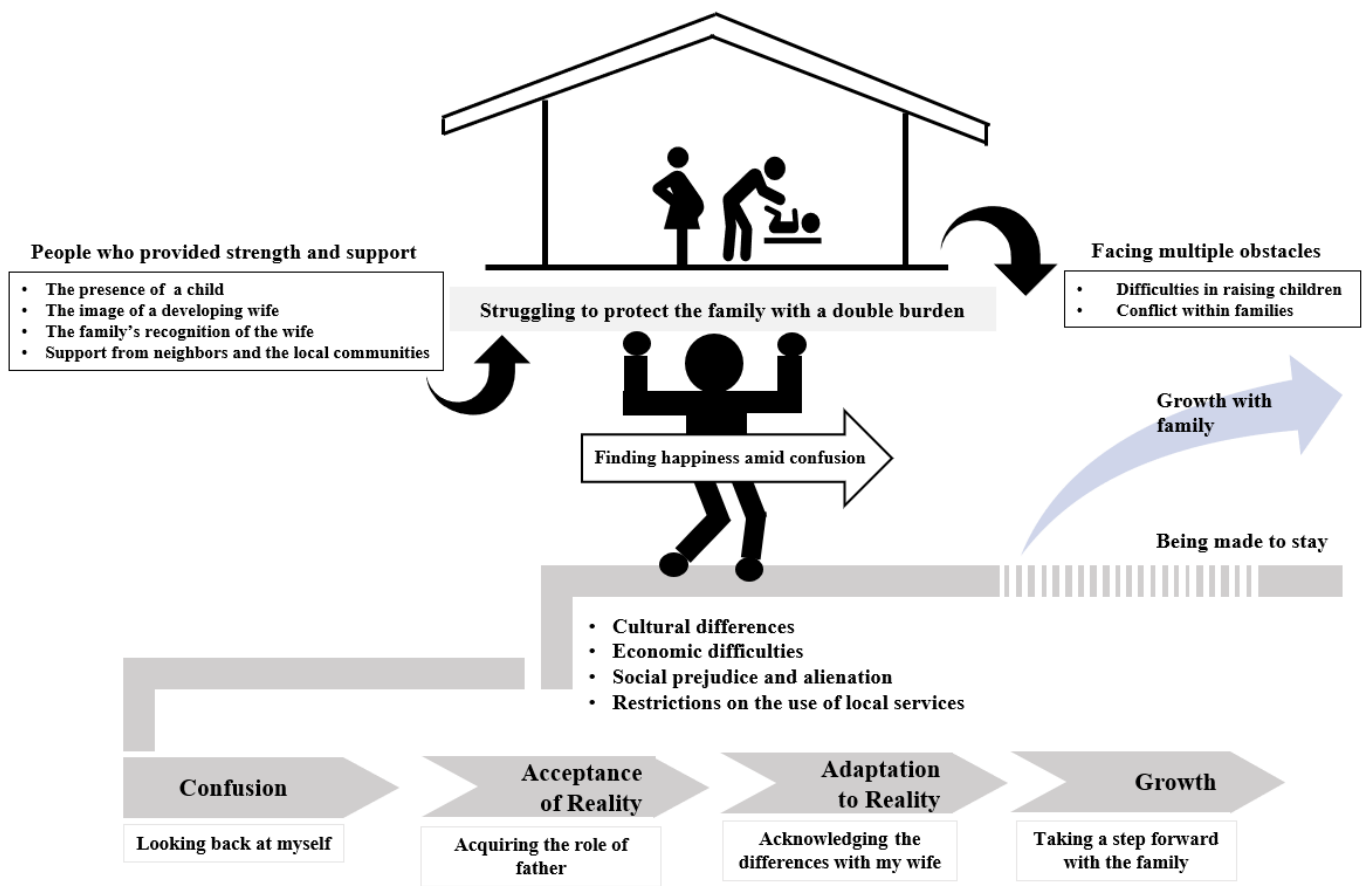 People who provided strength and support
• The presence of a child
• The image of a developing wife
• The family's recognition of the wife
• Support from neighbors and the local communities
Struggling to protect the family with a double burden
Facing multiple obstacles
• Difficulties in raising children
• Conflict within families
Finding happiness amid confusion
Growth with
family
Being made to stay
• Cultural differences
• Economic difficulties
• Social prejudice and alienation
• Restrictions on the use of local services
Confusion
Looking back at myself
Acceptance
of Reality
Acquiring the role of
father
Adaptation
to Reality
Acknowledging the
differences with my wife
Growth
Taking a step forward
with the family